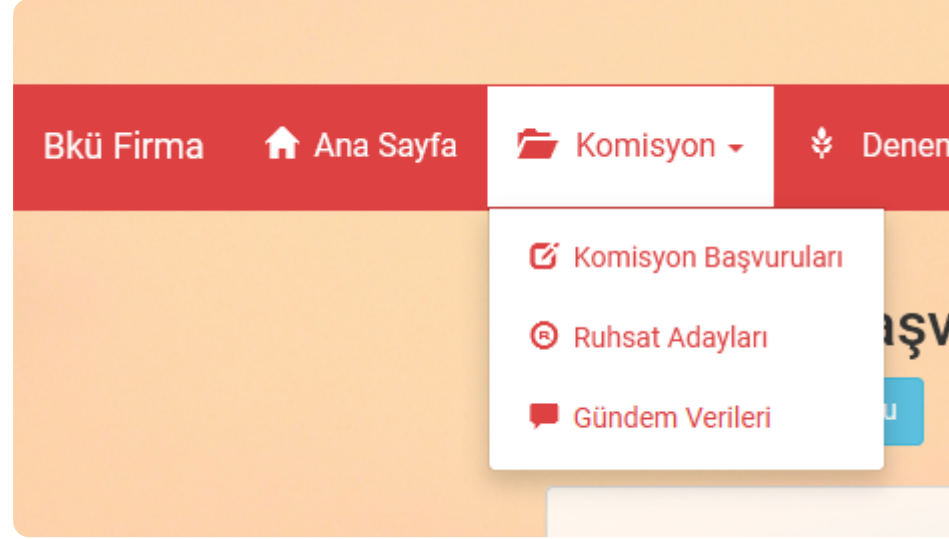 Bkü Firma Ana Sayfa Komisyon
Komisyon Başvuruları
Ruhsat Adayları
Gündem Verileri